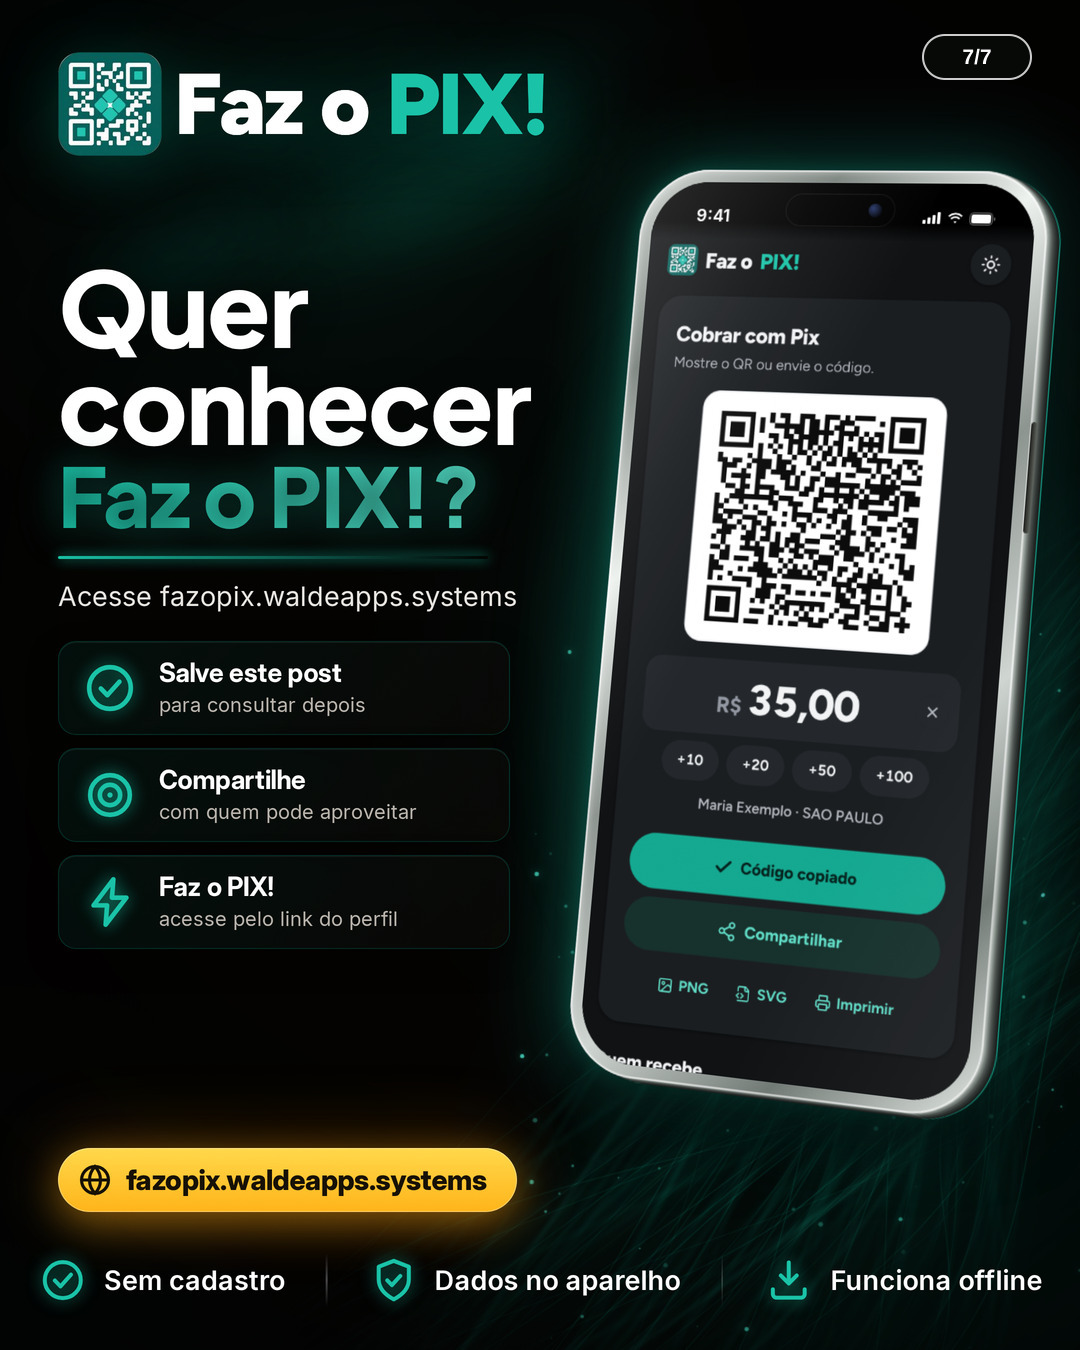 Faz o PIX!
7/7
Quer
conhecer
Faz o PIX!?
Acesse fazopix.waldeapps.systems
Salve este post
para consultar depois
Compartilhe
com quem pode aproveitar
Faz o PIX!
acesse pelo link do perfil
9:41
Faz o PIX!
Cobrar com Pix
Mostre o QR ou envie o código.
R$ 35,00 ×
+10 +20 +50 +100
Maria Exemplo · SAO PAULO
Código copiado
Compartilhar
PNG SVG Imprimir
uem recebe
fazopix.waldeapps.systems
Sem cadastro
Dados no aparelho
Funciona offline